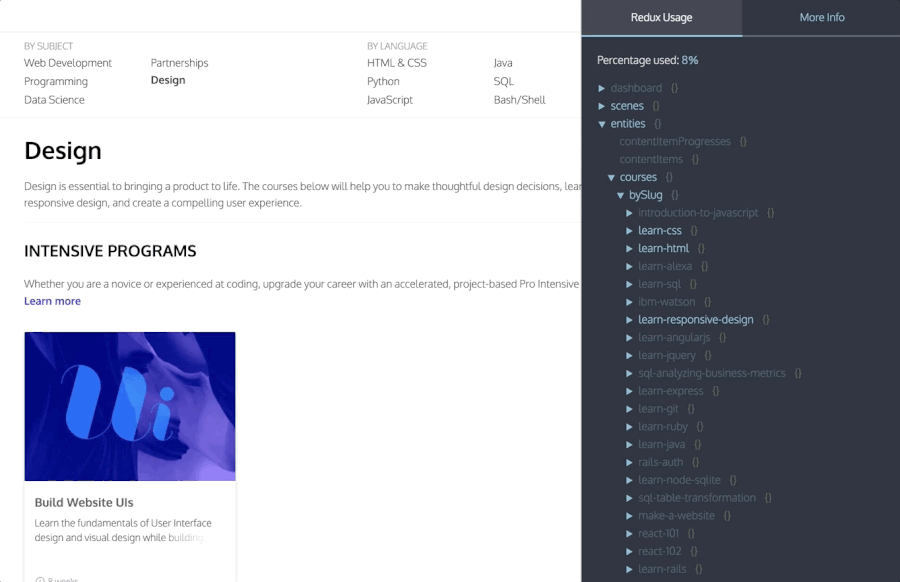 BY SUBJECT
Web Development
Programming
Data Science
Partnerships
Design
BY LANGUAGE
HTML & CSS
Python
JavaScript
Java
SQL
Bash/Shell
Design
Design is essential to bringing a product to life. The courses below will help you to make thoughtful design decisions,
responsive design, and create a compelling user experience.
INTENSIVE PROGRAMS
Whether you are a novice or experienced at coding, upgrade your career with an accelerated, project-based Pro Intensive
Learn more
Build Website UIs
Learn the fundamentals of User Interface
design and visual design while building
8 weeks
Redux Usage
More Info
Percentage used: 8%
dashboard {}
scenes {}
entities {}
contentItemProgresses {}
contentItems {}
courses {}
bySlug {}
introduction-to-javascript {}
learn-css {}
learn-html {}
learn-alexa {}
learn-sql {}
ibm-watson {}
learn-responsive-design {}
learn-angularjs {}
learn-jquery {}
sql-analyzing-business-metrics {}
learn-express {}
learn-git {}
learn-ruby {}
learn-java {}
rails-auth {}
learn-node-sqlite {}
sql-table-transformation {}
make-a-website {}
react-101 {}
react-102 {}
learn-rails {}